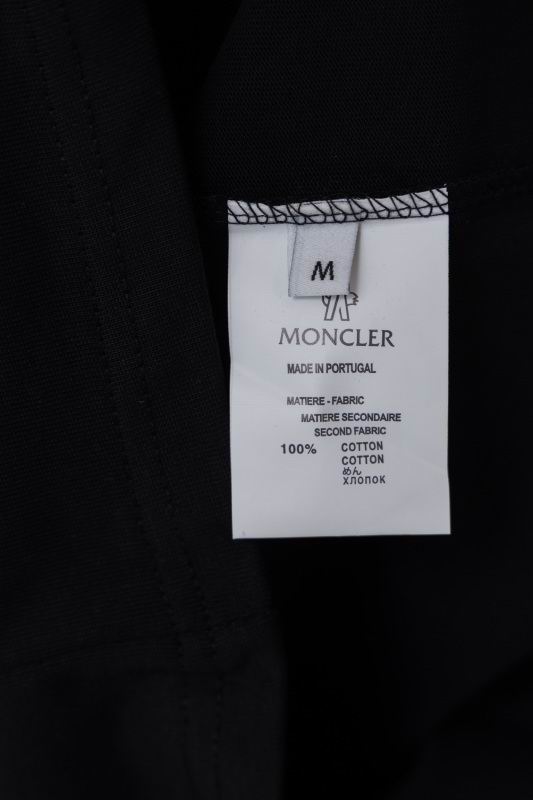 M
MONCLER
MADE IN PORTUGAL
MATIERE - FABRIC
MATIERE SECONDAIRE
SECOND FABRIC
100% COTTON
COTTON
めん
ХЛОПОК